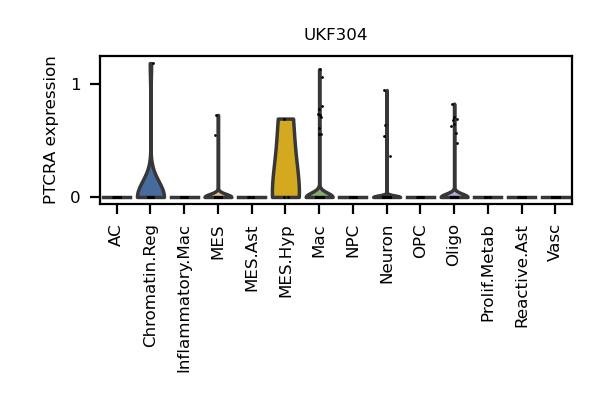 UKF304
PTCRA expression
1
0
AC
Chromatin.Reg
Inflammatory.Mac
MES
MES.Ast
MES.Hyp
Mac
NPC
Neuron
OPC
Oligo
Prolif.Metab
Reactive.Ast
Vasc